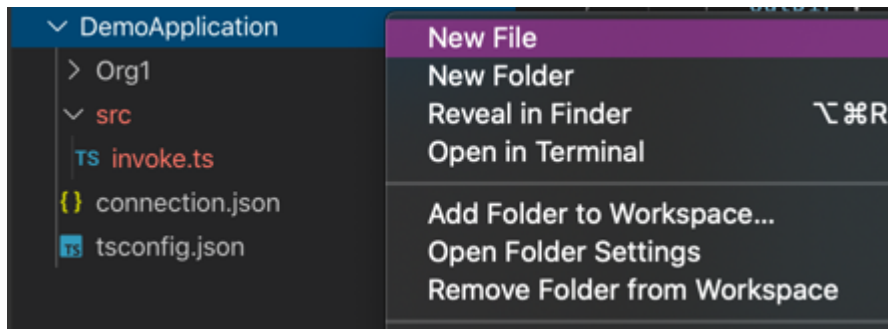 DemoApplication
Org1
src
TS invoke.ts
{} connection.json
TS tsconfig.json
New File
New Folder
Reveal in Finder ⌥⌘R
Open in Terminal
Add Folder to Workspace...
Open Folder Settings
Remove Folder from Workspace